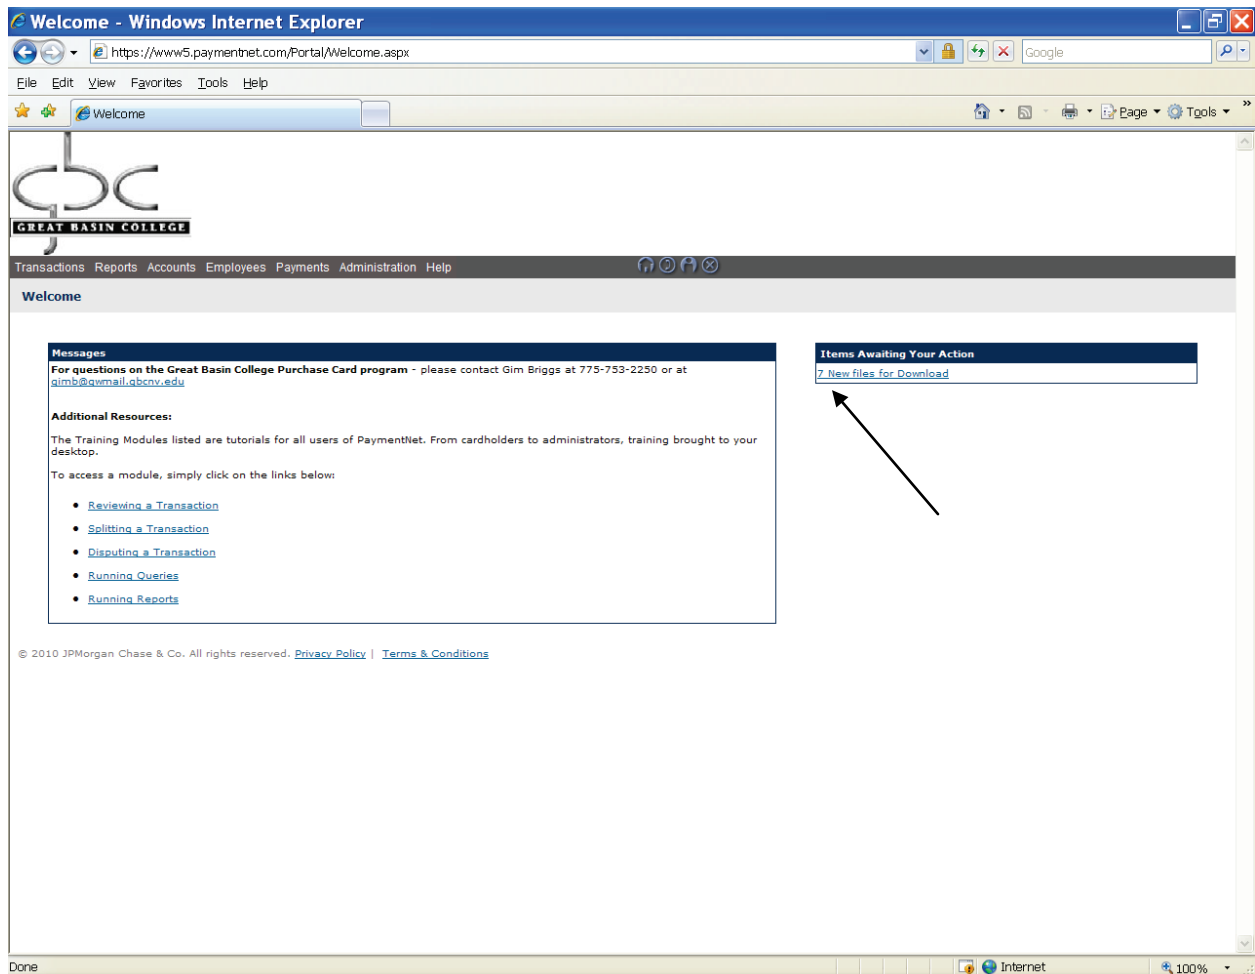 Welcome - Windows Internet Explorer
https://www5.paymentnet.com/Portal/Welcome.aspx
Google
File Edit View Favorites Tools Help
Welcome
Page Tools
gbc
GREAT BASIN COLLEGE
Transactions Reports Accounts Employees Payments Administration Help
Welcome
Messages
For questions on the Great Basin College Purchase Card program - please contact Gim Briggs at 775-753-2250 or at
gimb@gwmail.gbcnv.edu
Additional Resources:
The Training Modules listed are tutorials for all users of PaymentNet. From cardholders to administrators, training brought to your
desktop.
To access a module, simply click on the links below:
• Reviewing a Transaction
• Splitting a Transaction
• Disputing a Transaction
• Running Queries
• Running Reports
Items Awaiting Your Action
7 New files for Download
© 2010 JPMorgan Chase & Co. All rights reserved. Privacy Policy | Terms & Conditions
Done
Internet
100%